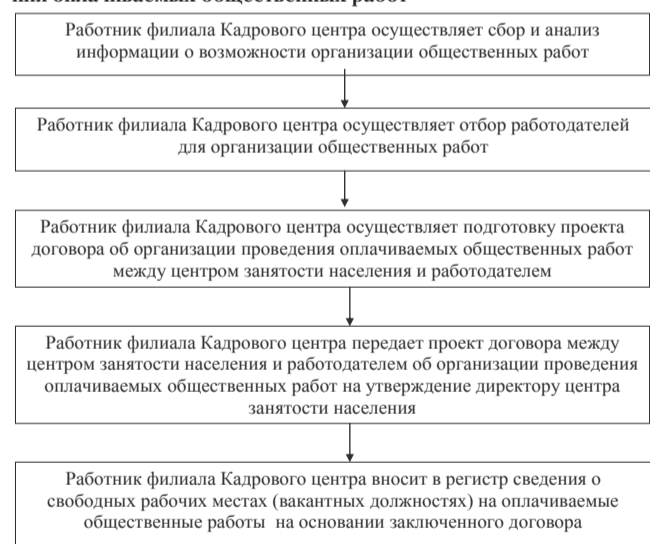 ния оплачиваемых общественных работ
Работник филиала Кадрового центра осуществляет сбор и анализ
информации о возможности организации общественных работ
Работник филиала Кадрового центра осуществляет отбор работодателей
для организации общественных работ
Работник филиала Кадрового центра осуществляет подготовку проекта
договора об организации проведения оплачиваемых общественных работ
между центром занятости населения и работодателем
Работник филиала Кадрового центра передает проект договора между
центром занятости населения и работодателем об организации проведения
оплачиваемых общественных работ на утверждение директору центра
занятости населения
Работник филиала Кадрового центра вносит в регистр сведения о
свободных рабочих местах (вакантных должностях) на оплачиваемые
общественные работы на основании заключенного договора